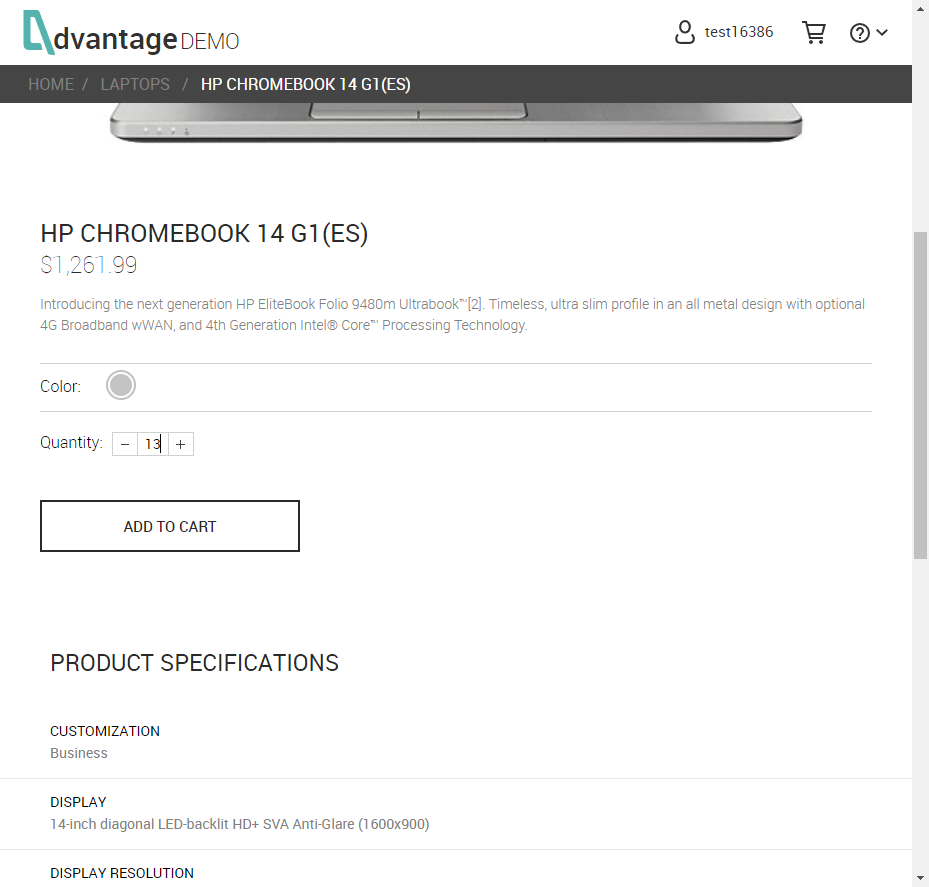 dvantage DEMO
test16386
?
HOME / LAPTOPS / HP CHROMEBOOK 14 G1(ES)
HP CHROMEBOOK 14 G1(ES)
$1,261.99
Introducing the next generation HP EliteBook Folio 9480m Ultrabook™[2]. Timeless, ultra slim profile in an all metal design with optional
4G Broadband wWAN, and 4th Generation Intel® Core™ Processing Technology.
Color:
Quantity: − 13 +
ADD TO CART
PRODUCT SPECIFICATIONS
CUSTOMIZATION
Business
DISPLAY
14-inch diagonal LED-backlit HD+ SVA Anti-Glare (1600x900)
DISPLAY RESOLUTION